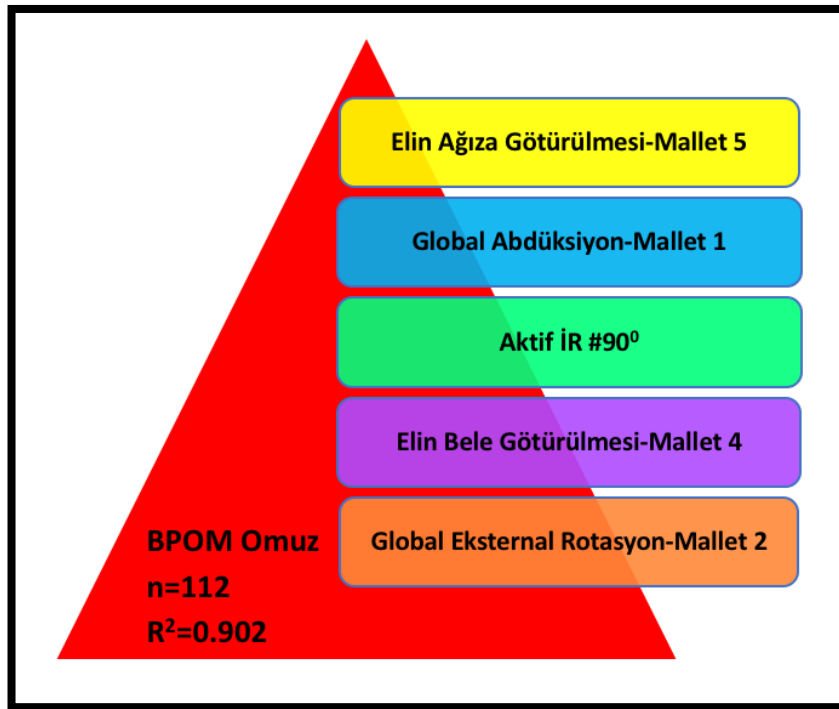 Elin Ağıza Götürülmesi-Mallet 5
Global Abdüksiyon-Mallet 1
Aktif İR #90⁰
Elin Bele Götürülmesi-Mallet 4
Global Eksternal Rotasyon-Mallet 2
BPOM Omuz
n=112
R²=0.902